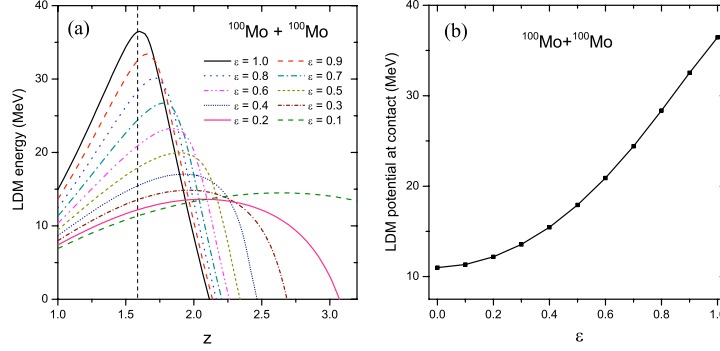 (a)
¹⁰⁰Mo + ¹⁰⁰Mo
ε = 1.0 ε = 0.9
ε = 0.8 ε = 0.7
ε = 0.6 ε = 0.5
ε = 0.4 ε = 0.3
ε = 0.2 ε = 0.1
LDM energy (MeV)
40
30
20
10
0
1.0 1.5 2.0 2.5 3.0
z
(b)
¹⁰⁰Mo+¹⁰⁰Mo
LDM potential at contact (MeV)
40
30
20
10
0.0 0.2 0.4 0.6 0.8 1.0
ε